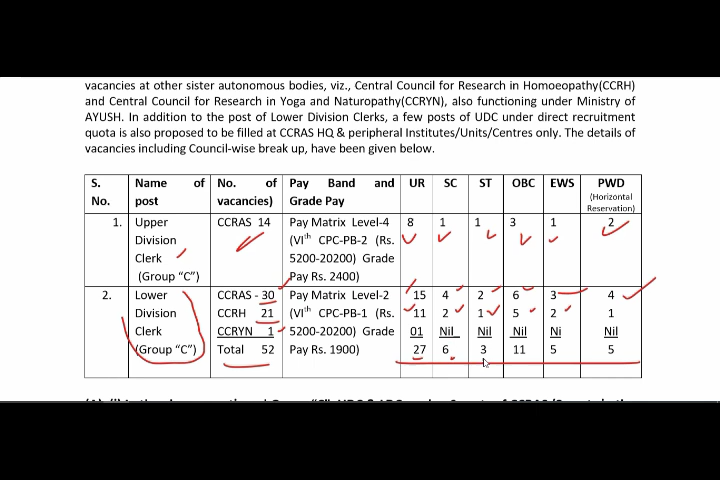 vacancies at other sister autonomous bodies, viz., Central Council for Research in Homoeopathy(CCRH)
and Central Council for Research in Yoga and Naturopathy(CCRYN), also functioning under Ministry of
AYUSH. In addition to the post of Lower Division Clerks, a few posts of UDC under direct recruitment
quota is also proposed to be filled at CCRAS HQ & peripheral Institutes/Units/Centres only. The details of
vacancies including Council-wise break up, have been given below.
S. No. Name of post No. of vacancies) Pay Band and Grade Pay UR SC ST OBC EWS PWD (Horizontal Reservation)
1. Upper CCRAS 14 Pay Matrix Level-4 8 1 1 3 1 2
Division (VIth CPC-PB-2 (Rs.
Clerk 5200-20200) Grade
(Group “C”) Pay Rs. 2400)
2. Lower CCRAS - 30 Pay Matrix Level-2 15 4 2 6 3 4
Division CCRH 21 (VIth CPC-PB-1 (Rs. 11 2 1 5 2 1
Clerk CCRYN 1 5200-20200) Grade 01 Nil Nil Nil Ni Nil
(Group “C”) Total 52 Pay Rs. 1900) 27 6 3 11 5 5